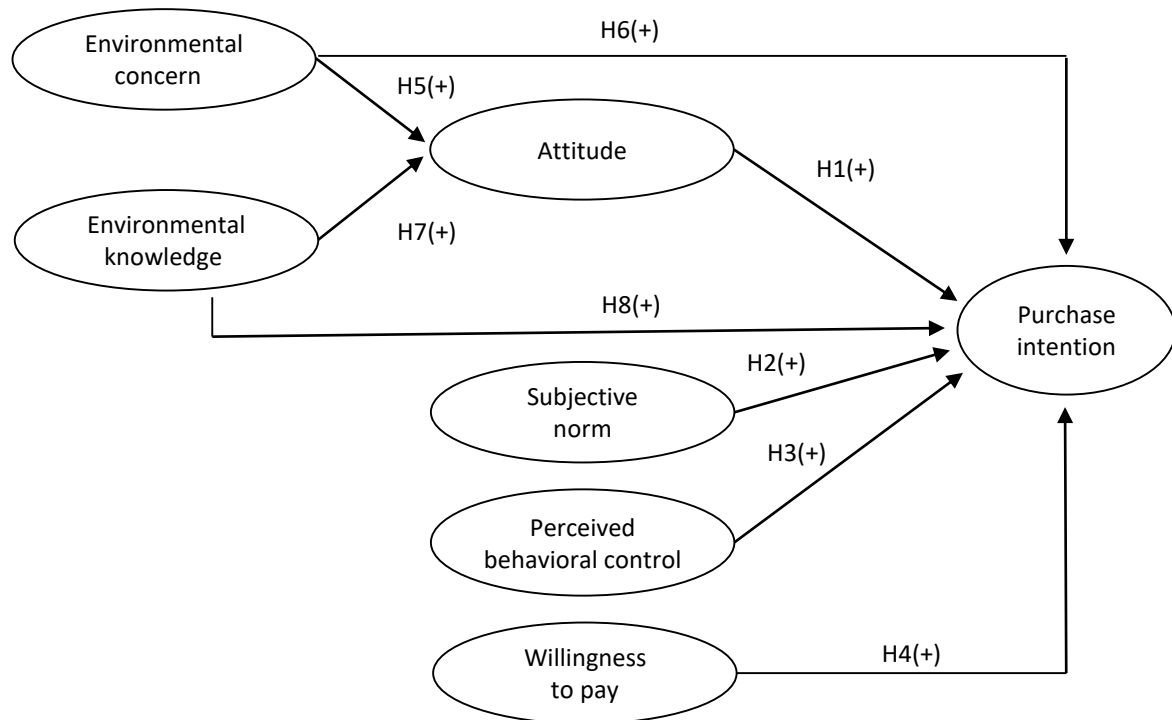 H6(+)
Environmental
concern
H5(+)
Attitude
H1(+)
Environmental
knowledge
H7(+)
H8(+)
Purchase
intention
H2(+)
Subjective
norm
H3(+)
Perceived
behavioral control
Willingness
to pay
H4(+)